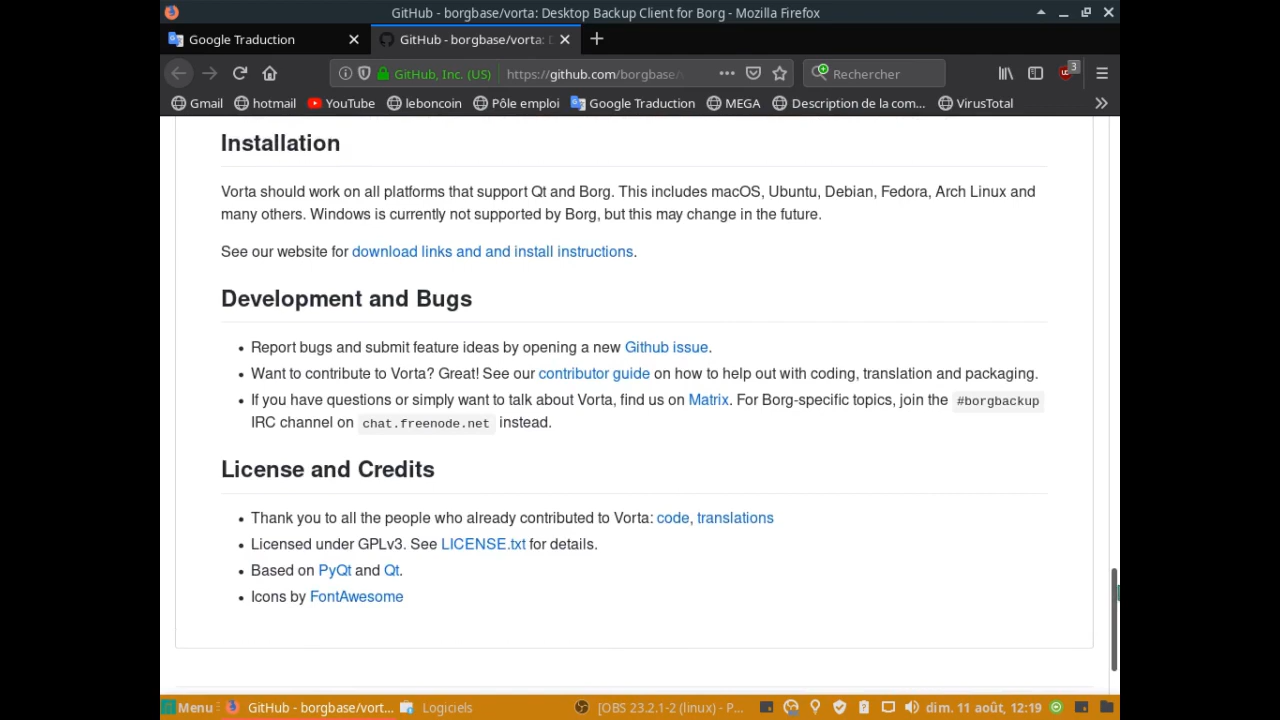 GitHub - borgbase/vorta: Desktop Backup Client for Borg - Mozilla Firefox
Google Traduction
GitHub - borgbase/vorta: D
GitHub, Inc. (US)
https://github.com/borgbase/
Rechercher
3
Gmail
hotmail
YouTube
leboncoin
Pôle emploi
Google Traduction
MEGA
Description de la com...
VirusTotal
Installation
Vorta should work on all platforms that support Qt and Borg. This includes macOS, Ubuntu, Debian, Fedora, Arch Linux and
many others. Windows is currently not supported by Borg, but this may change in the future.
See our website for download links and and install instructions.
Development and Bugs
• Report bugs and submit feature ideas by opening a new Github issue.
• Want to contribute to Vorta? Great! See our contributor guide on how to help out with coding, translation and packaging.
• If you have questions or simply want to talk about Vorta, find us on Matrix. For Borg-specific topics, join the #borgbackup
IRC channel on chat.freenode.net instead.
License and Credits
• Thank you to all the people who already contributed to Vorta: code, translations
• Licensed under GPLv3. See LICENSE.txt for details.
• Based on PyQt and Qt.
• Icons by FontAwesome
Menu
GitHub - borgbase/vort...
Logiciels
[OBS 23.2.1-2 (linux) - P...
dim. 11 août, 12:19